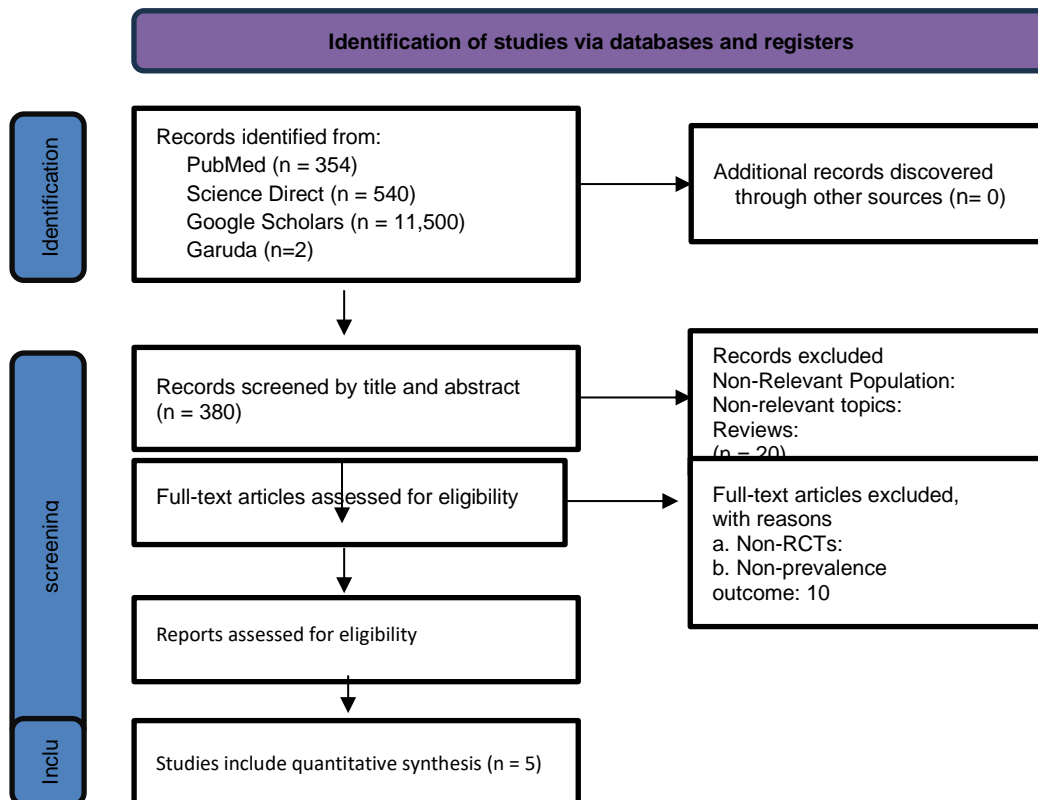 Identification of studies via databases and registers
Identification
Records identified from:
PubMed (n = 354)
Science Direct (n = 540)
Google Scholars (n = 11,500)
Garuda (n=2)
Additional records discovered
through other sources (n= 0)
screening
Records screened by title and abstract
(n = 380)
Records excluded
Non-Relevant Population:
Non-relevant topics:
Reviews:
(n = 20)
Full-text articles assessed for eligibility
Full-text articles excluded,
with reasons
a. Non-RCTs:
b. Non-prevalence
outcome: 10
Reports assessed for eligibility
Inclu
Studies include quantitative synthesis (n = 5)